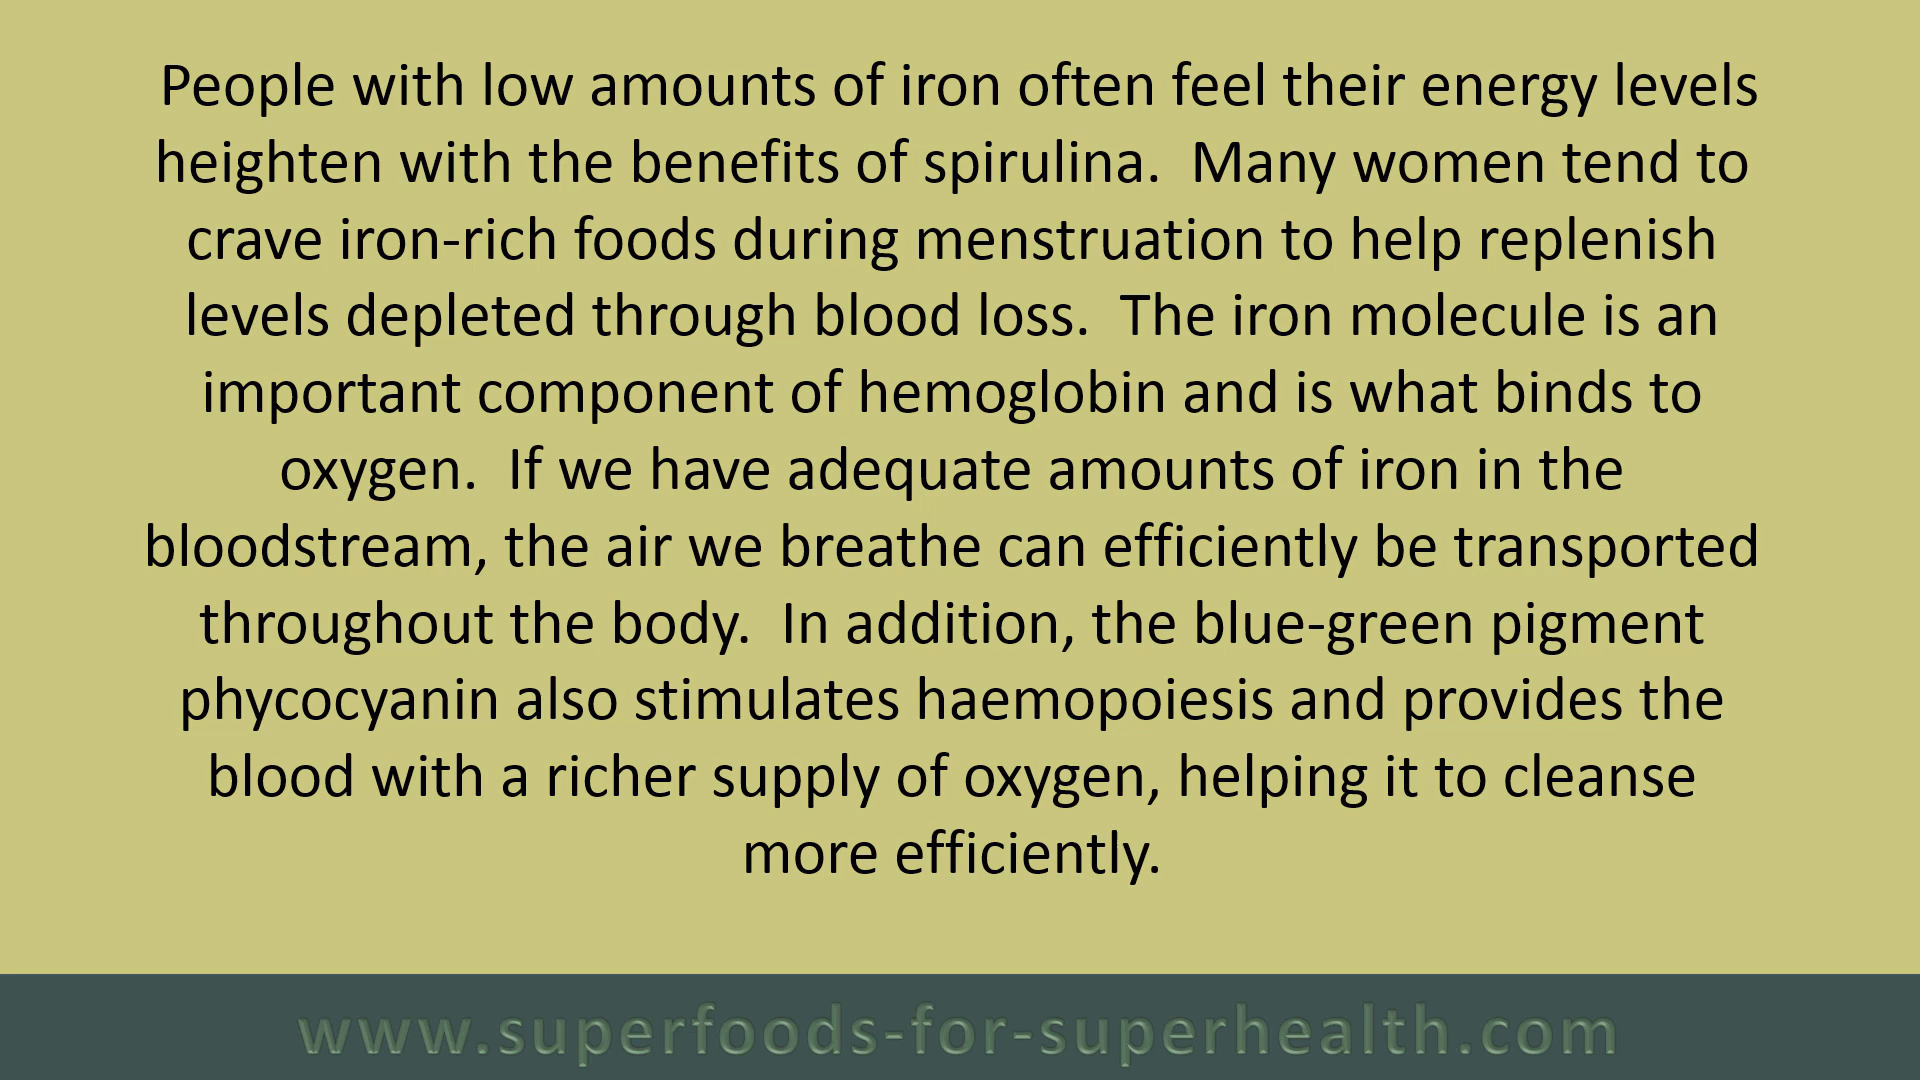 People with low amounts of iron often feel their energy levels
heighten with the benefits of spirulina.  Many women tend to
crave iron-rich foods during menstruation to help replenish
levels depleted through blood loss.  The iron molecule is an
important component of hemoglobin and is what binds to
oxygen.  If we have adequate amounts of iron in the
bloodstream, the air we breathe can efficiently be transported
throughout the body.  In addition, the blue-green pigment
phycocyanin also stimulates haemopoiesis and provides the
blood with a richer supply of oxygen, helping it to cleanse
more efficiently.
www.superfoods-for-superhealth.com